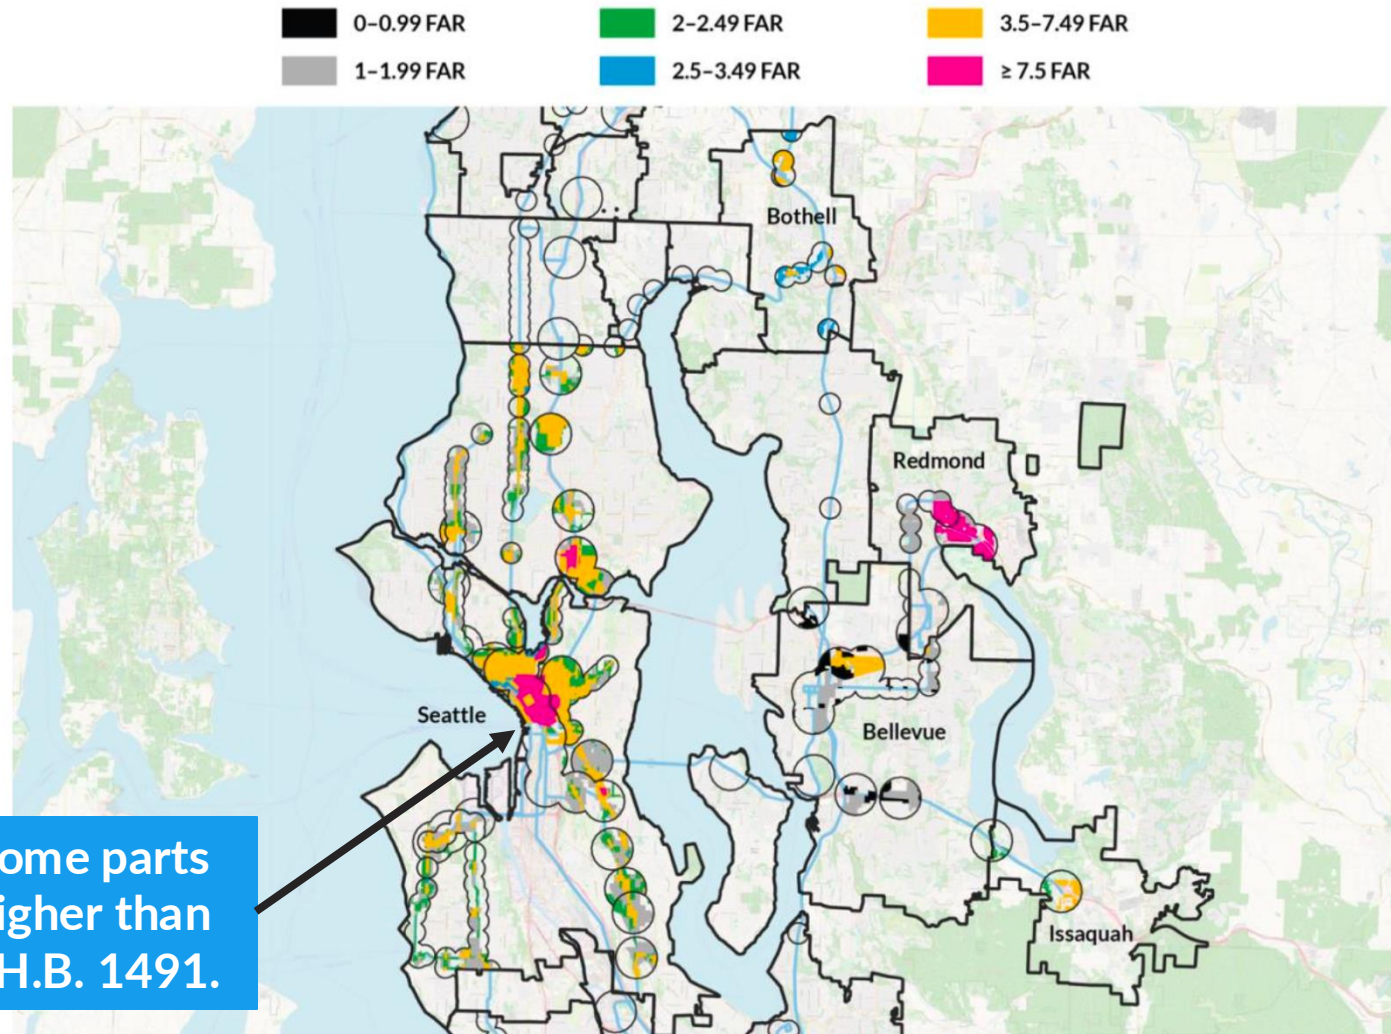 0–0.99 FAR
2–2.49 FAR
3.5–7.49 FAR
1–1.99 FAR
2.5–3.49 FAR
≥ 7.5 FAR
Bothell
Redmond
Seattle
Bellevue
Issaquah
ome parts
igher than
H.B. 1491.